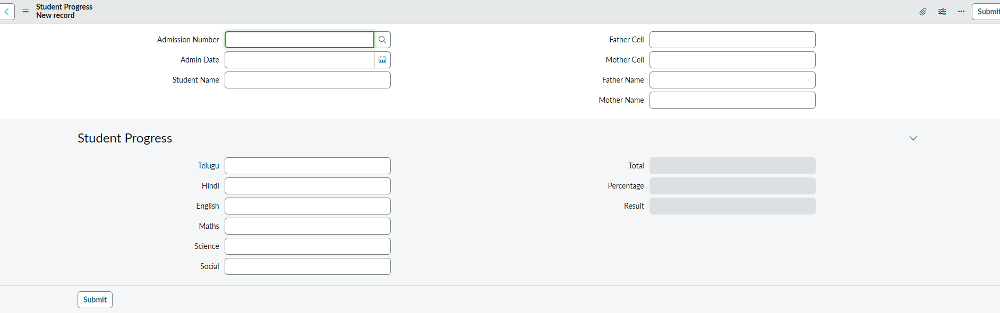 Student Progress
New record
Submit
Admission Number
Admin Date
Student Name
Father Cell
Mother Cell
Father Name
Mother Name
Student Progress
Telugu
Hindi
English
Maths
Science
Social
Total
Percentage
Result
Submit